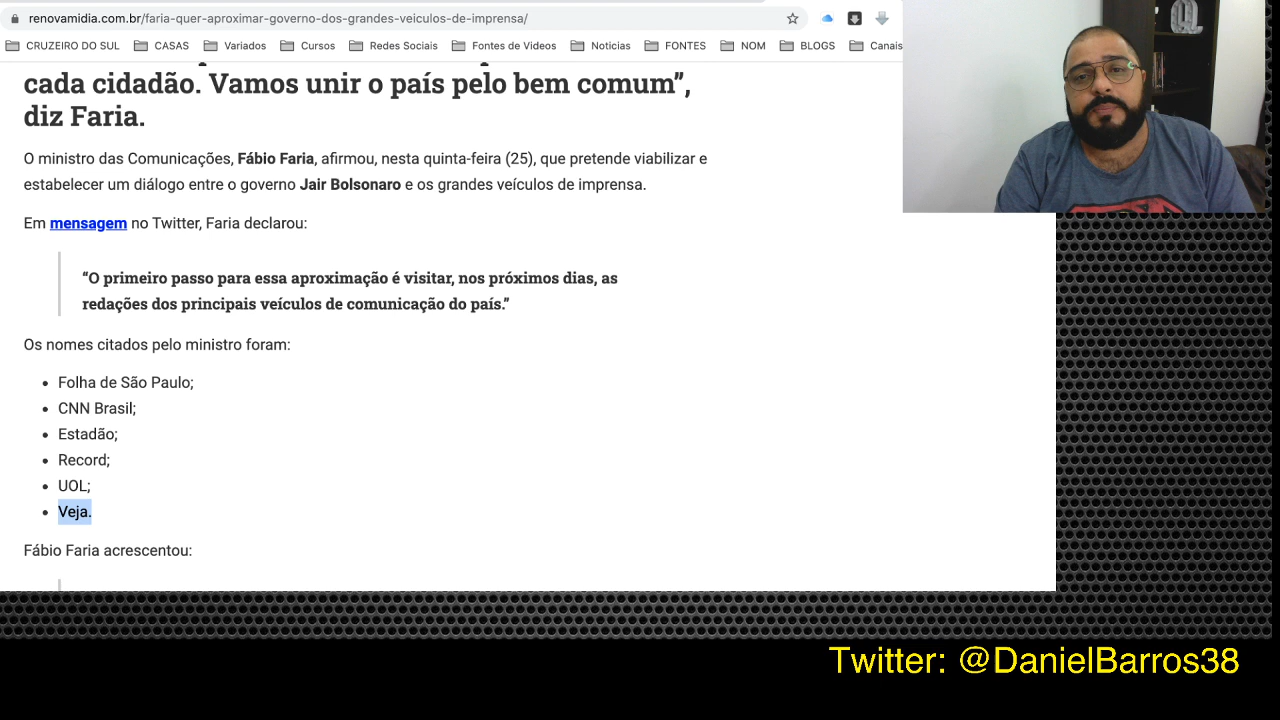 renovamidia.com.br/faria-quer-aproximar-governo-dos-grandes-veiculos-de-imprensa/
CRUZEIRO DO SUL CASAS Variados Cursos Redes Sociais Fontes de Videos Noticias FONTES NOM BLOGS Canais
cada cidadão. Vamos unir o país pelo bem comum”,
diz Faria.
O ministro das Comunicações, Fábio Faria, afirmou, nesta quinta-feira (25), que pretende viabilizar e
estabelecer um diálogo entre o governo Jair Bolsonaro e os grandes veículos de imprensa.
Em mensagem no Twitter, Faria declarou:
“O primeiro passo para essa aproximação é visitar, nos próximos dias, as
redações dos principais veículos de comunicação do país.”
Os nomes citados pelo ministro foram:
• Folha de São Paulo;
• CNN Brasil;
• Estadão;
• Record;
• UOL;
• Veja.
Fábio Faria acrescentou:
Twitter: @DanielBarros38